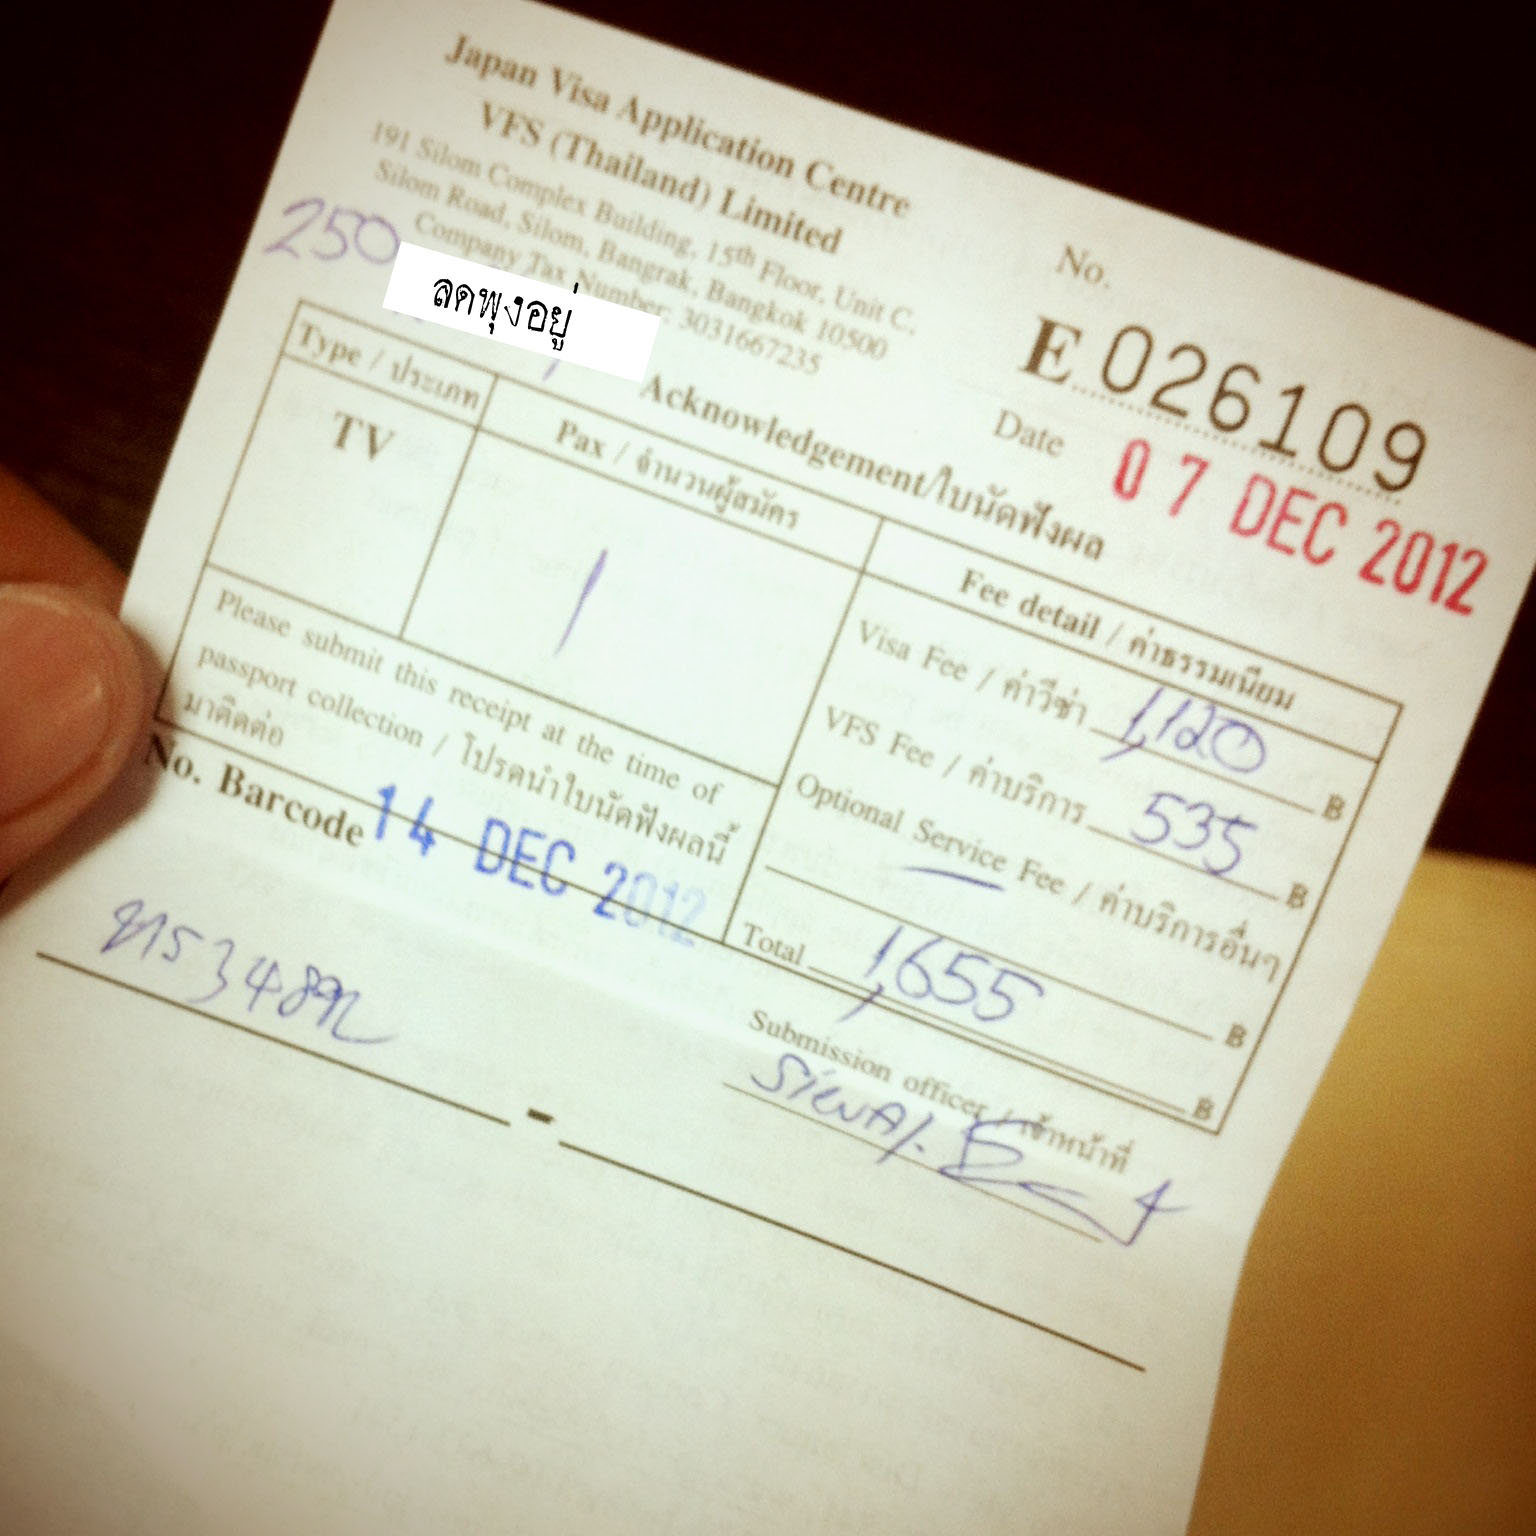 Japan Visa Application Centre
VFS (Thailand) Limited
191 Silom Complex Building, 15th Floor, Unit C,
Silom Road, Silom, Bangrak, Bangkok 10500
Company Tax Number 3031667235
250
ลดพุงอยู่
No.
E 026109
Date 07 DEC 2012
Acknowledgement/ใบนัดฟังผล
Type / ประเภท
Pax / จำนวนผู้สมัคร
Fee detail / ค่าธรรมเนียม
TV
1
Visa Fee / ค่าวีซ่า 1,120 B
VFS Fee / ค่าบริการ 535 B
Optional Service Fee / ค่าบริการอื่นๆ
B
Total 1,655 B
Please submit this receipt at the time of
passport collection / โปรดนำใบนัดฟังผลนี้
มาติดต่อ
No. Barcode
14 DEC 2012
-
Submission officer / เจ้าหน้าที่